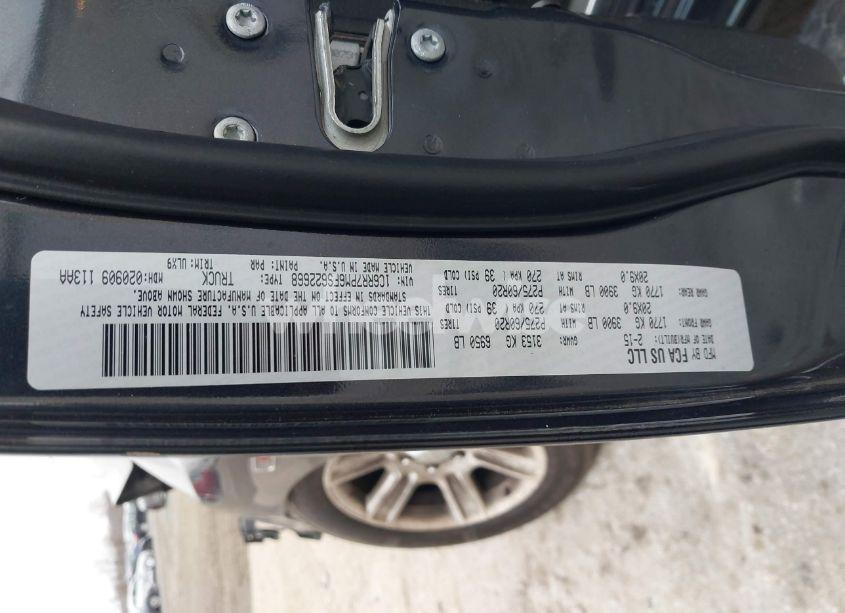 MFD BY FCA US LLC
DATE OF MFR(BUILT): 2-15 GVWR: 3153 KG 6950 LB
GAWR FRONT: 1770 KG 3900 LB WITH P275/60R20 TIRES
20X9.0 RIMS AT 270 KPA ( 39 PSI) COLD
GAWR REAR: 1770 KG 3900 LB WITH P275/60R20 TIRES
20X9.0 RIMS AT 270 KPA ( 39 PSI) COLD
THIS VEHICLE CONFORMS TO ALL APPLICABLE U.S.A. FEDERAL MOTOR VEHICLE SAFETY
STANDARDS IN EFFECT ON THE DATE OF MANUFACTURE SHOWN ABOVE.
VIN: 1C6RR7PM6FS622668 TYPE: TRUCK MDH:020909 113AA
VEHICLE MADE IN U.S.A. PAINT: PAR TRIM: ULX9